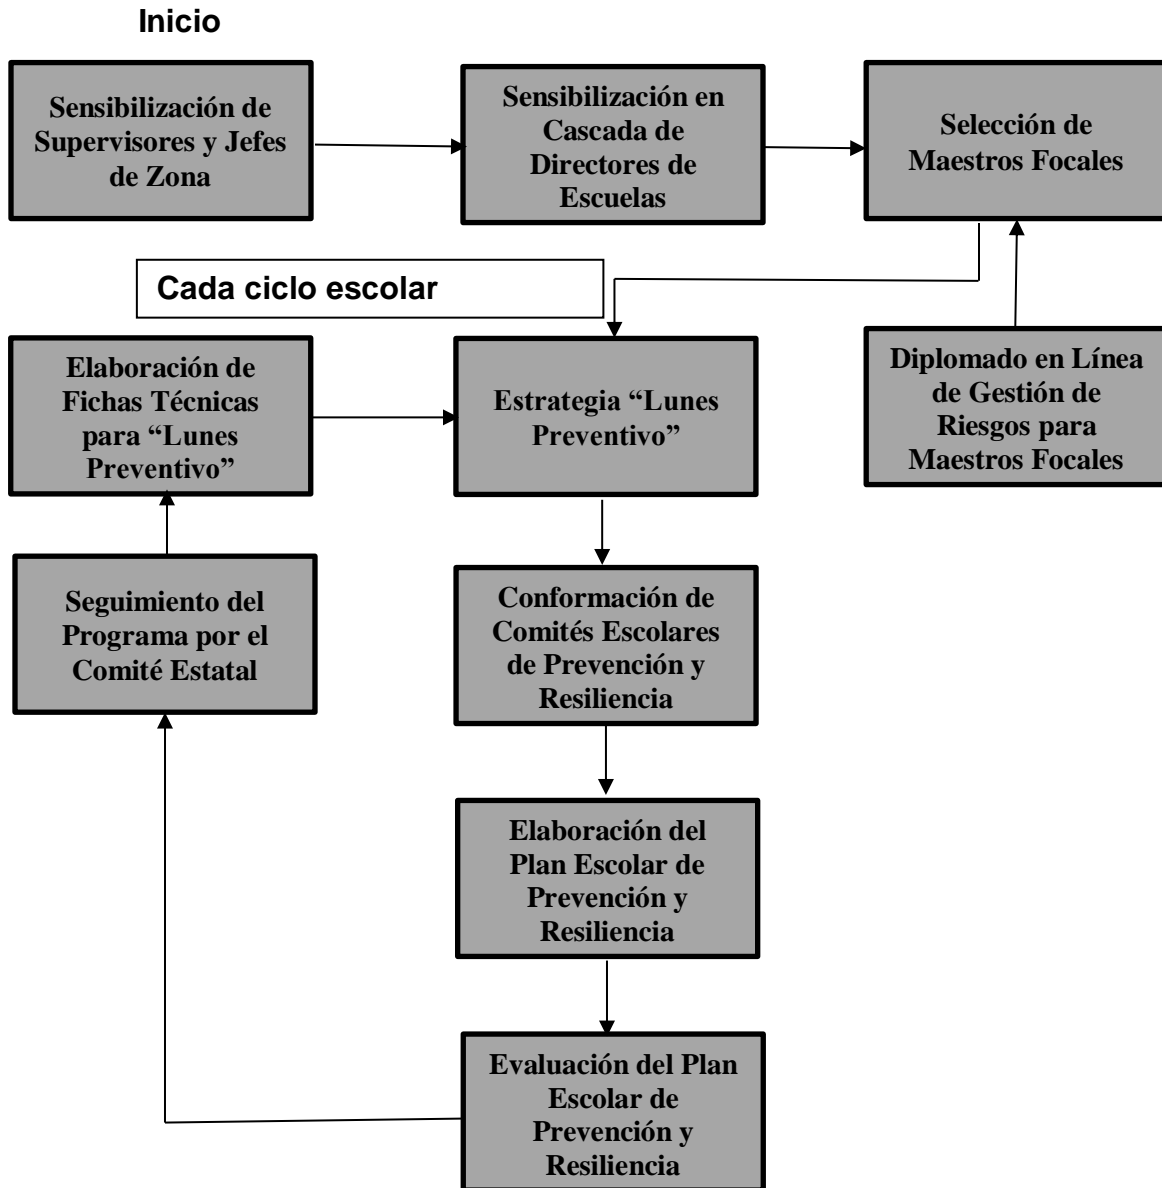 Inicio
Sensibilización de
Supervisores y Jefes
de Zona
Sensibilización en
Cascada de
Directores de
Escuelas
Selección de
Maestros Focales
Cada ciclo escolar
Elaboración de
Fichas Técnicas
para “Lunes
Preventivo”
Estrategia “Lunes
Preventivo”
Diplomado en Línea
de Gestión de
Riesgos para
Maestros Focales
Seguimiento del
Programa por el
Comité Estatal
Conformación de
Comités Escolares
de Prevención y
Resiliencia
Elaboración del
Plan Escolar de
Prevención y
Resiliencia
Evaluación del Plan
Escolar de
Prevención y
Resiliencia